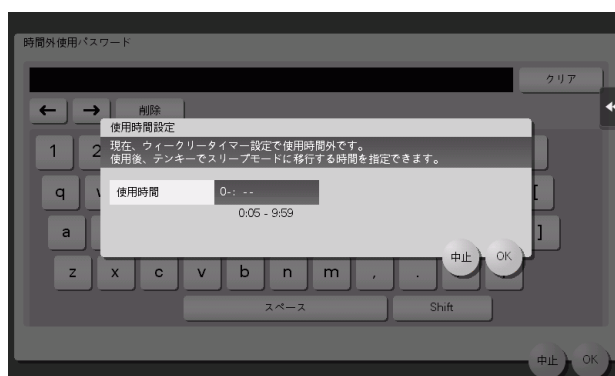 時間外使用パスワード
クリア
← → 削除
使用時間設定
現在、ウィークリータイマー設定で使用時間外です。
使用後、テンキーでスリープモードに移行する時間を指定できます。
1 2
q [
使用時間 0-: --
0:05 - 9:59
a ]
中止 OK
z x c v b n m , .
スペース Shift
中止 OK